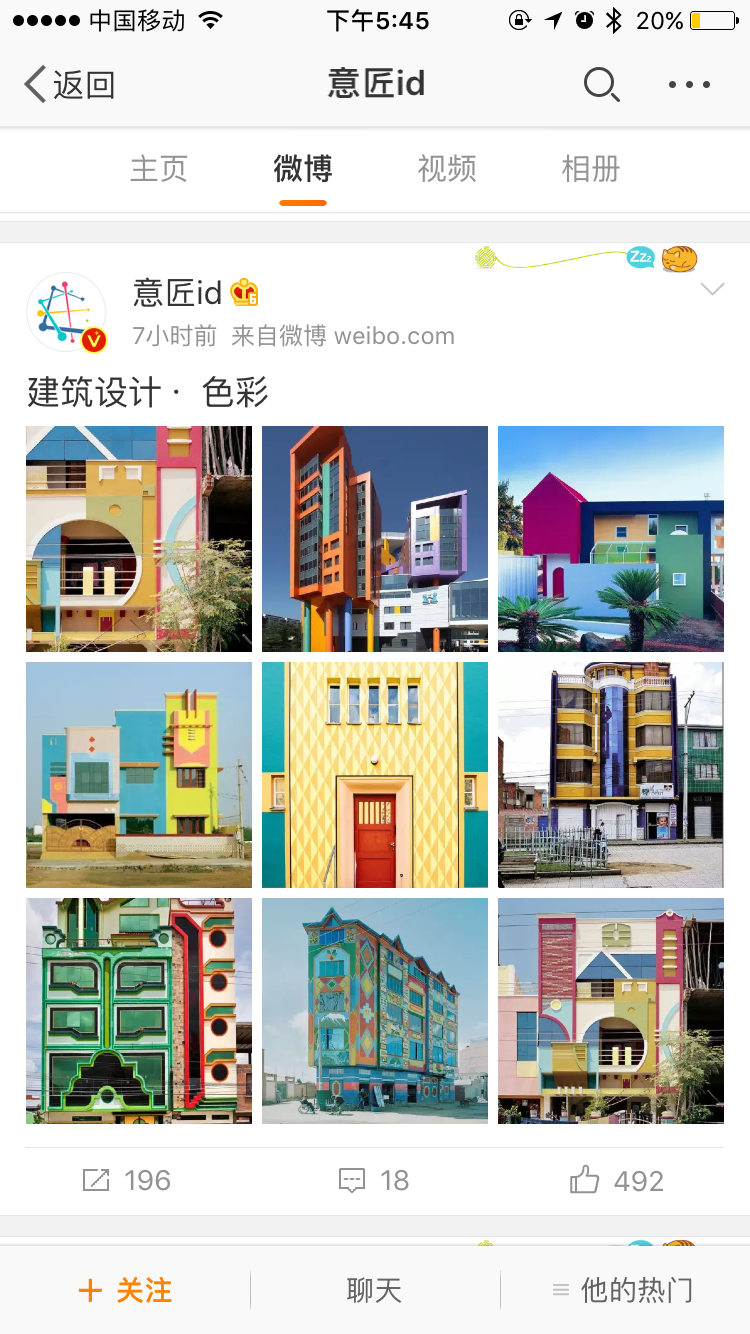 中国移动 下午5:45 20%
返回 意匠id
主页 微博 视频 相册
Zzz
意匠id 6
V
7小时前 来自微博 weibo.com
建筑设计 · 色彩
196 18 492
+ 关注 聊天 他的热门